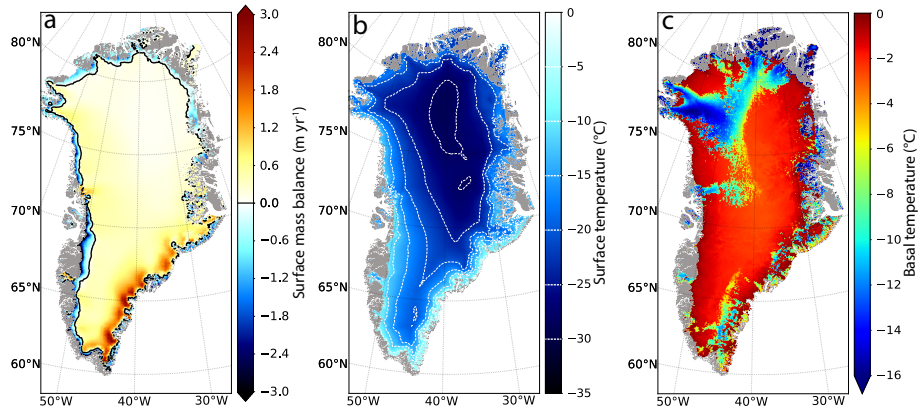 a
80°N
75°N
70°N
65°N
60°N
50°W 40°W 30°W
3.0
2.4
1.8
1.2
0.6
0.0
−0.6
−1.2
−1.8
−2.4
−3.0
Surface mass balance (m yr⁻¹)
b
80°N
75°N
70°N
65°N
60°N
50°W 40°W 30°W
0
−5
−10
−15
−20
−25
−30
−35
Surface temperature (°C)
c
80°N
75°N
70°N
65°N
60°N
50°W 40°W 30°W
0
−2
−4
−6
−8
−10
−12
−14
−16
Basal temperature (°C)